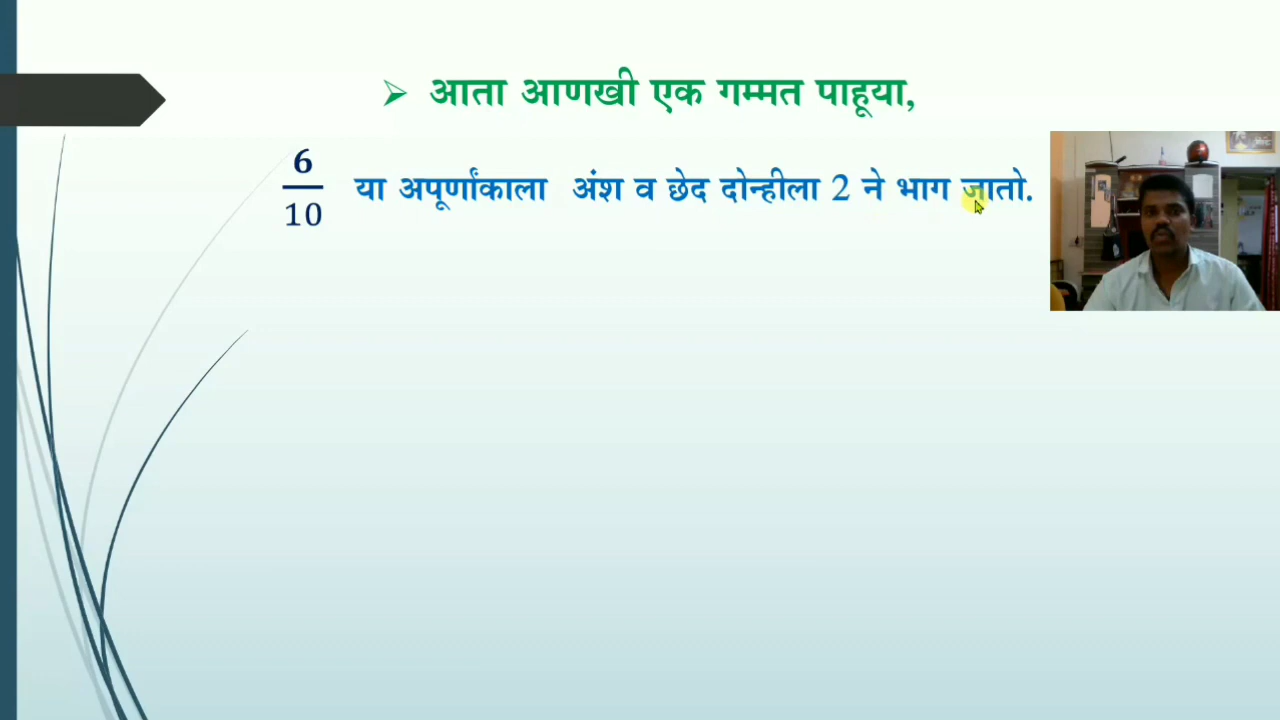 ➢ आता आणखी एक गम्मत पाहूया,
6/10 या अपूर्णांकाला अंश व छेद दोन्हीला 2 ने भाग जातो.